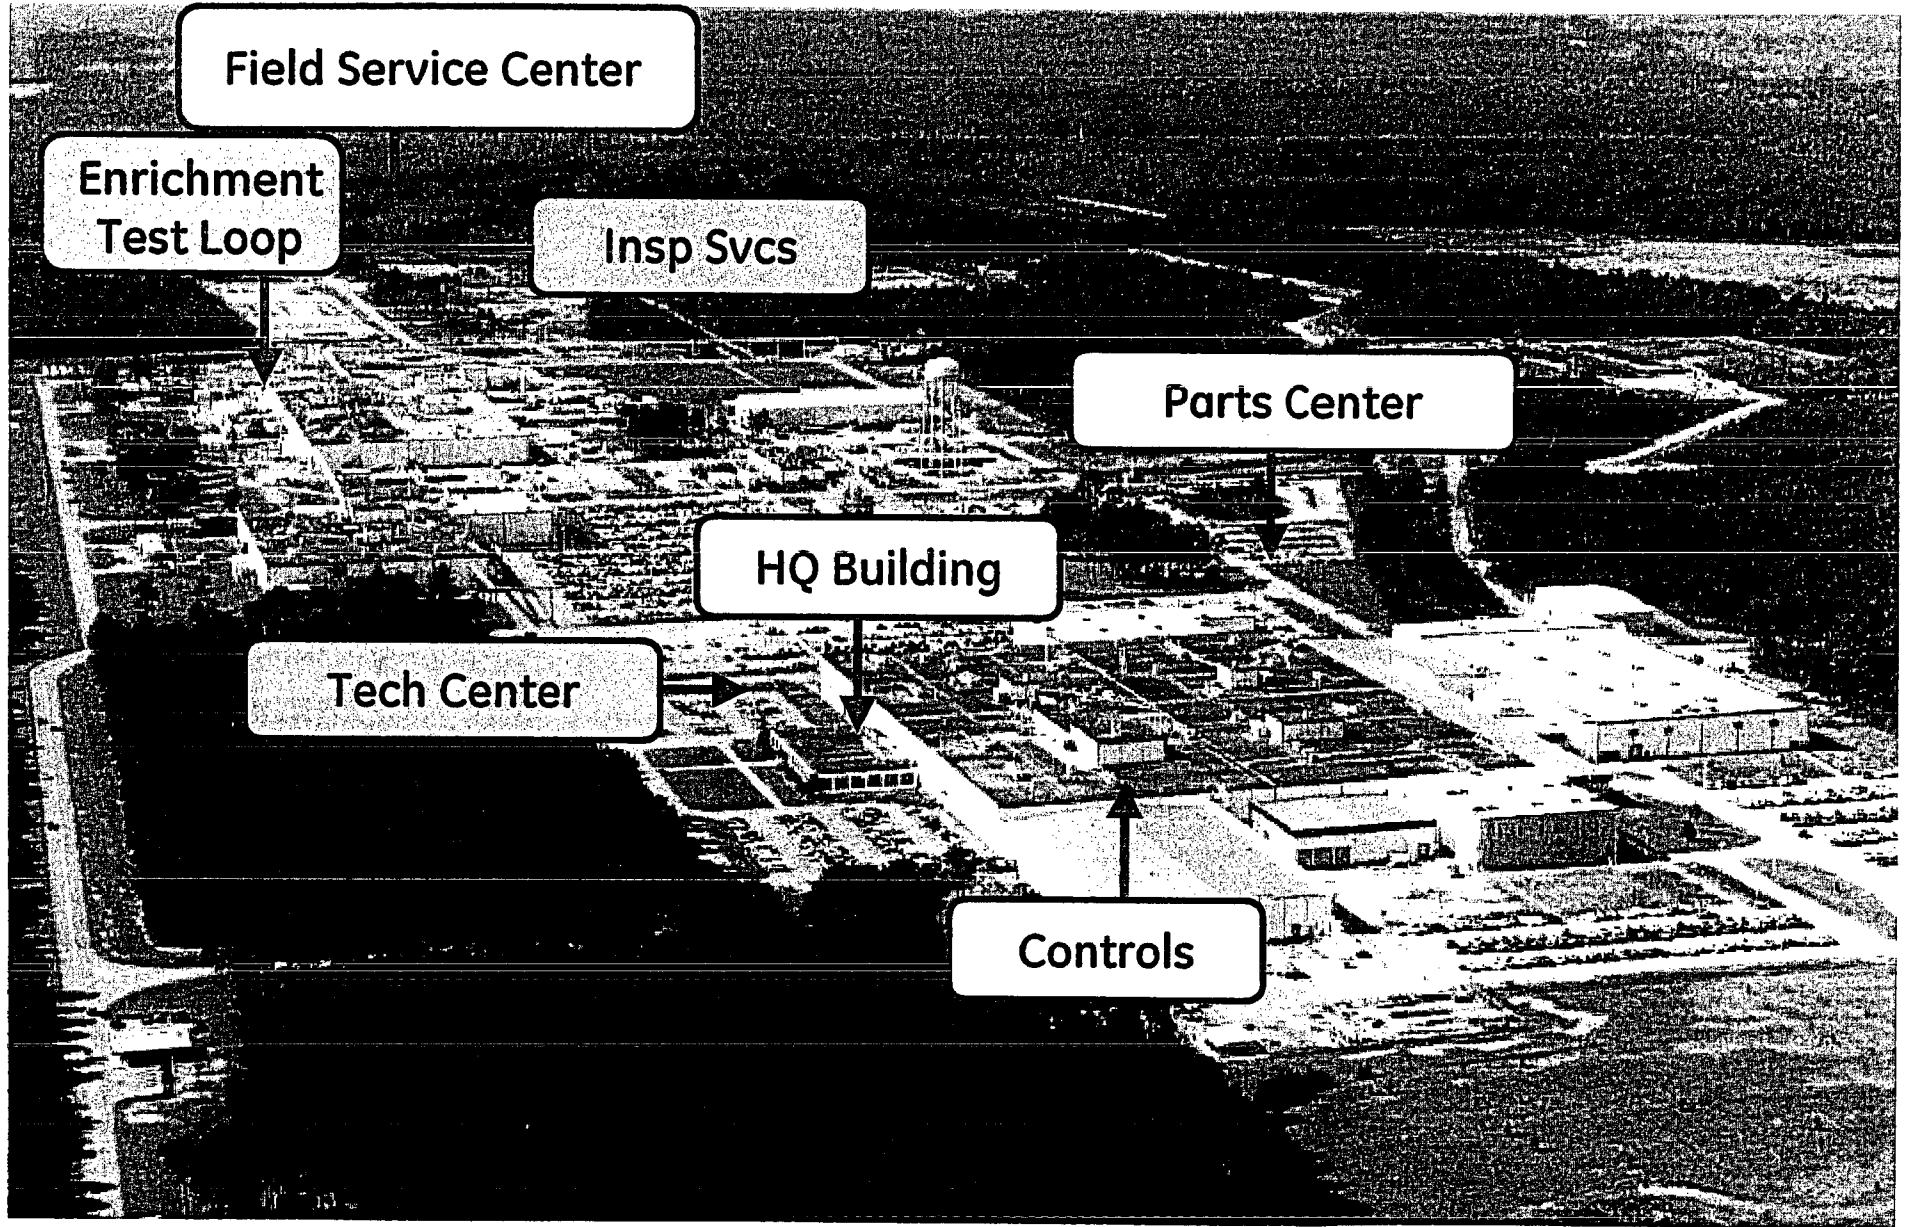 Field Service Center
Enrichment
Test Loop
Insp Svcs
Parts Center
HQ Building
Tech Center
Controls